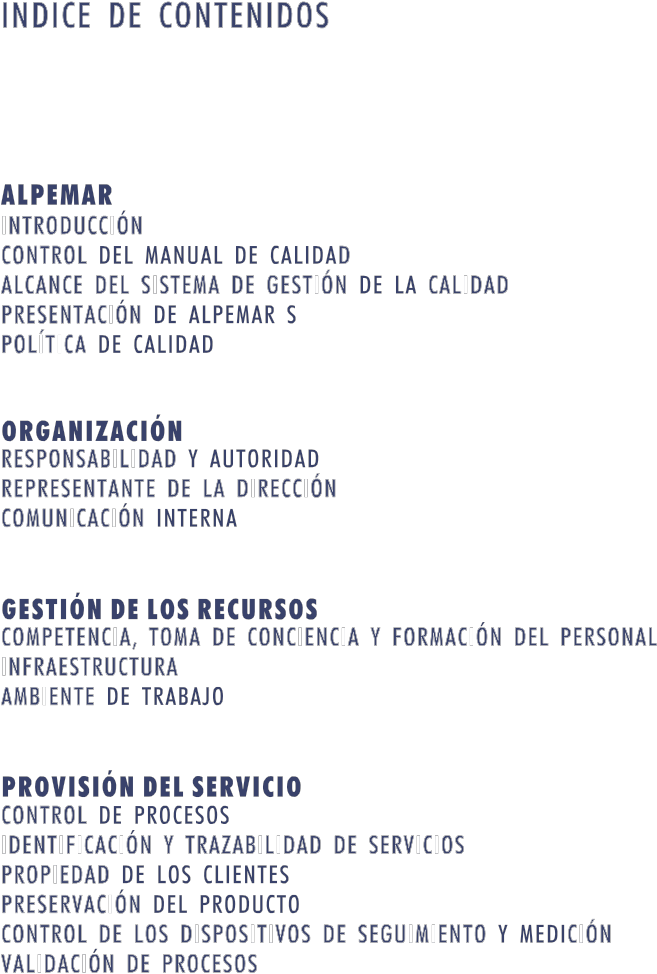 INDICE DE CONTENIDOS
ALPEMAR
INTRODUCCIÓN
CONTROL DEL MANUAL DE CALIDAD
ALCANCE DEL SISTEMA DE GESTIÓN DE LA CALIDAD
PRESENTACIÓN DE ALPEMAR S
POLÍTICA DE CALIDAD
ORGANIZACIÓN
RESPONSABILIDAD Y AUTORIDAD
REPRESENTANTE DE LA DIRECCIÓN
COMUNICACIÓN INTERNA
GESTIÓN DE LOS RECURSOS
COMPETENCIA, TOMA DE CONCIENCIA Y FORMACIÓN DEL PERSONAL
INFRAESTRUCTURA
AMBIENTE DE TRABAJO
PROVISIÓN DEL SERVICIO
CONTROL DE PROCESOS
IDENTIFICACIÓN Y TRAZABILIDAD DE SERVICIOS
PROPIEDAD DE LOS CLIENTES
PRESERVACIÓN DEL PRODUCTO
CONTROL DE LOS DISPOSITIVOS DE SEGUIMIENTO Y MEDICIÓN
VALIDACIÓN DE PROCESOS